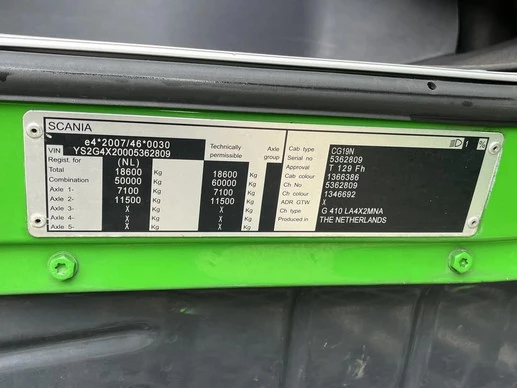 SCANIA
e4*2007/46*0030
VIN YS2G4X20005362809
Regist. for (NL) Technically permissible Axle group
Total 18600 Kg 18600 Kg
Combination 60000 Kg 60000 Kg
Axle 1- 7100 Kg 7100 Kg
Axle 2- 11500 Kg 11500 Kg
Axle 3- X Kg X Kg
Axle 4- X Kg X Kg
Axle 5- X Kg X Kg
1 %
Cab type CG19N
Serial no 5362809
Approval T 129 Fh
Cab colour 1366386
Ch No 5362809
Ch colour 1346692
ADR. GTW X
Ch type G 410 LA4X2MNA
Produced in THE NETHERLANDS